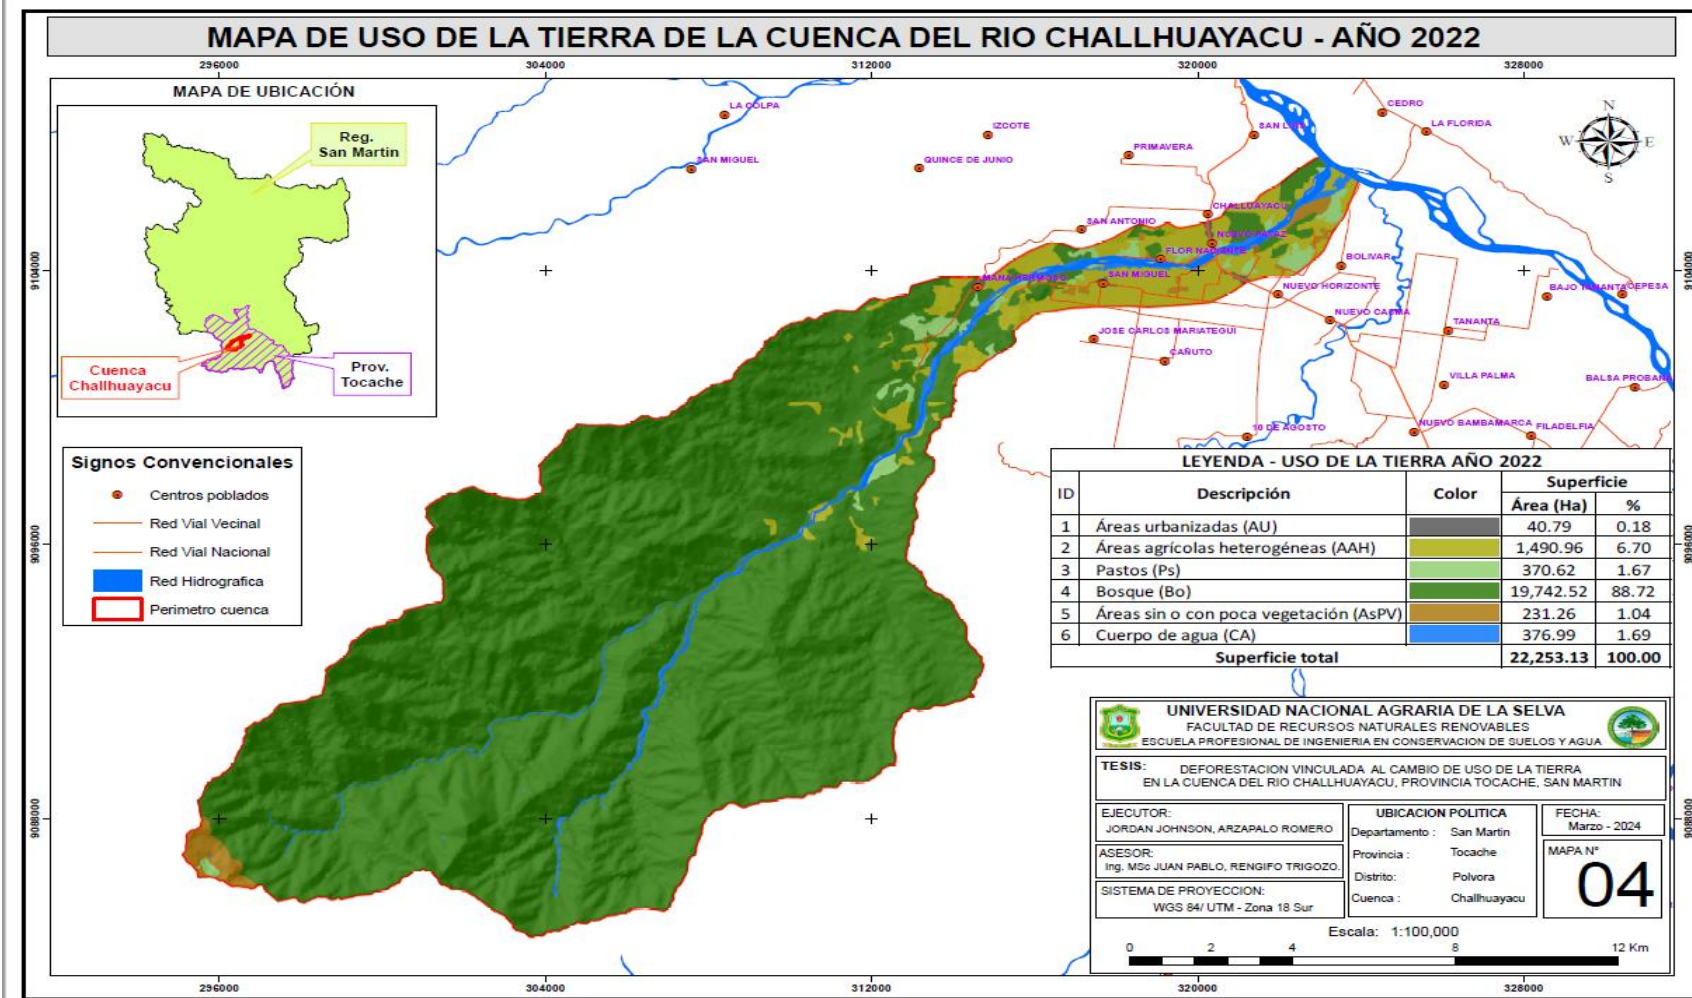 MAPA DE USO DE LA TIERRA DE LA CUENCA DEL RIO CHALLHUAYACU - AÑO 2022
296000 304000 312000 320000 328000
MAPA DE UBICACIÓN
Reg.
San Martin
Cuenca
Challhuayacu
Prov.
Tocache
LA COLPA
SAN MIGUEL
IZCOTE
QUINCE DE JUNIO
PRIMAVERA
CEDRO
LA FLORIDA
N
W E
S
CHALLUAYACU
SAN ANTONIO
SAN MIGUEL
BOLIVAR
NUEVO HORIZONTE
JOSE CARLOS MARIATEGUI
CAÑUTO
TANANTA
CEPESA
VILLA PALMA
10 DE AGOSTO
NUEVO BAMBAMARCA
FILADELFIA
9104000 9104000
9096000 9096000
9088000 9088000
Signos Convencionales
Centros poblados
Red Vial Vecinal
Red Vial Nacional
Red Hidrografica
Perimetro cuenca
LEYENDA - USO DE LA TIERRA AÑO 2022
ID Descripción Color Superficie
Área (Ha) %
1 Áreas urbanizadas (AU) 40.79 0.18
2 Áreas agrícolas heterogéneas (AAH) 1,490.96 6.70
3 Pastos (Ps) 370.62 1.67
4 Bosque (Bo) 19,742.52 88.72
5 Áreas sin o con poca vegetación (AsPV) 231.26 1.04
6 Cuerpo de agua (CA) 376.99 1.69
Superficie total 22,253.13 100.00
UNIVERSIDAD NACIONAL AGRARIA DE LA SELVA
FACULTAD DE RECURSOS NATURALES RENOVABLES
ESCUELA PROFESIONAL DE INGENIERIA EN CONSERVACION DE SUELOS Y AGUA
TESIS: DEFORESTACION VINCULADA AL CAMBIO DE USO DE LA TIERRA
EN LA CUENCA DEL RIO CHALLHUAYACU, PROVINCIA TOCACHE, SAN MARTIN
EJECUTOR:
JORDAN JOHNSON, ARZAPALO ROMERO
ASESOR:
Ing. MSc JUAN PABLO, RENGIFO TRIGOZO.
SISTEMA DE PROYECCION:
WGS 84/ UTM - Zona 18 Sur
UBICACION POLITICA
Departamento : San Martin
Provincia : Tocache
Distrito: Polvora
Cuenca : Challhuayacu
FECHA:
Marzo - 2024
MAPA N°
04
Escala: 1:100,000
0 2 4 8 12 Km
296000 304000 312000 320000 328000